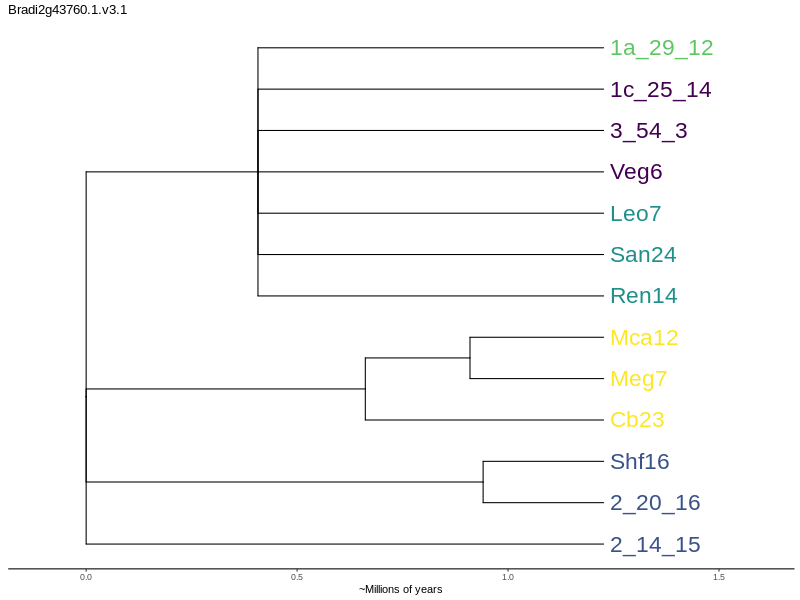 Bradi2g43760.1.v3.1
1a_29_12
1c_25_14
3_54_3
Veg6
Leo7
San24
Ren14
Mca12
Meg7
Cb23
Shf16
2_20_16
2_14_15
0.0 0.5 1.0 1.5
~Millions of years